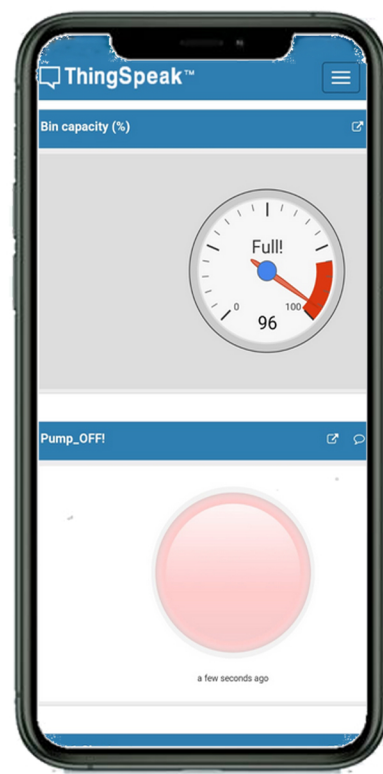 ThingSpeak™
Bin capacity (%)
Full!
0
100
96
Pump_OFF!
a few seconds ago